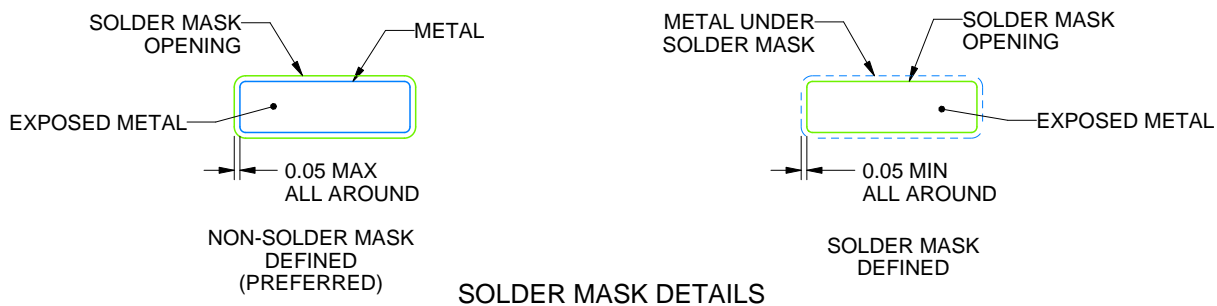 SOLDER MASK
OPENING
METAL
EXPOSED METAL
0.05 MAX
ALL AROUND
NON-SOLDER MASK
DEFINED
(PREFERRED)
METAL UNDER
SOLDER MASK
SOLDER MASK
OPENING
EXPOSED METAL
0.05 MIN
ALL AROUND
SOLDER MASK
DEFINED
SOLDER MASK DETAILS